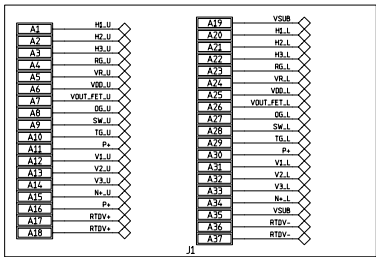 A1 H1_U
A2 H2_U
A3 H3_U
A4 RG_U
A5 VR_U
A6 VDD_U
A7 VOUT_FET_U
A8 OG_U
A9 SW_U
A10 TG_U
A11 P+
A12 V1_U
A13 V2_U
A14 V3_U
A15 N+_U
A16 P+
A17 RTDV+
A18 RTDV+
A19 VSUB
A20 H1_L
A21 H2_L
A22 H3_L
A23 RG_L
A24 VR_L
A25 VDD_L
A26 VOUT_FET_L
A27 OG_L
A28 SW_L
A29 TG_L
A30 P+
A31 V1_L
A32 V2_L
A33 V3_L
A34 N+_L
A35 VSUB
A36 RTDV-
A37 RTDV-
J1